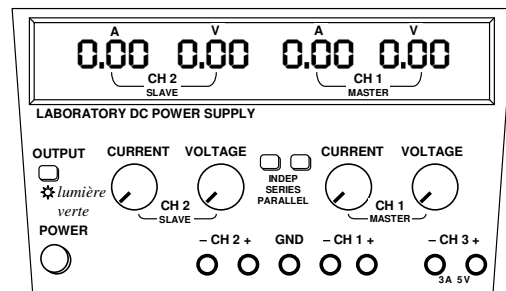 A V A V
0.00 0.00 0.00 0.00
CH 2 CH 1
SLAVE MASTER
LABORATORY DC POWER SUPPLY
OUTPUT CURRENT VOLTAGE CURRENT VOLTAGE
INDEP
SERIES
PARALLEL
lumière
verte
CH 2 CH 1
SLAVE MASTER
POWER
– CH 2 + GND – CH 1 + – CH 3 +
3A 5V